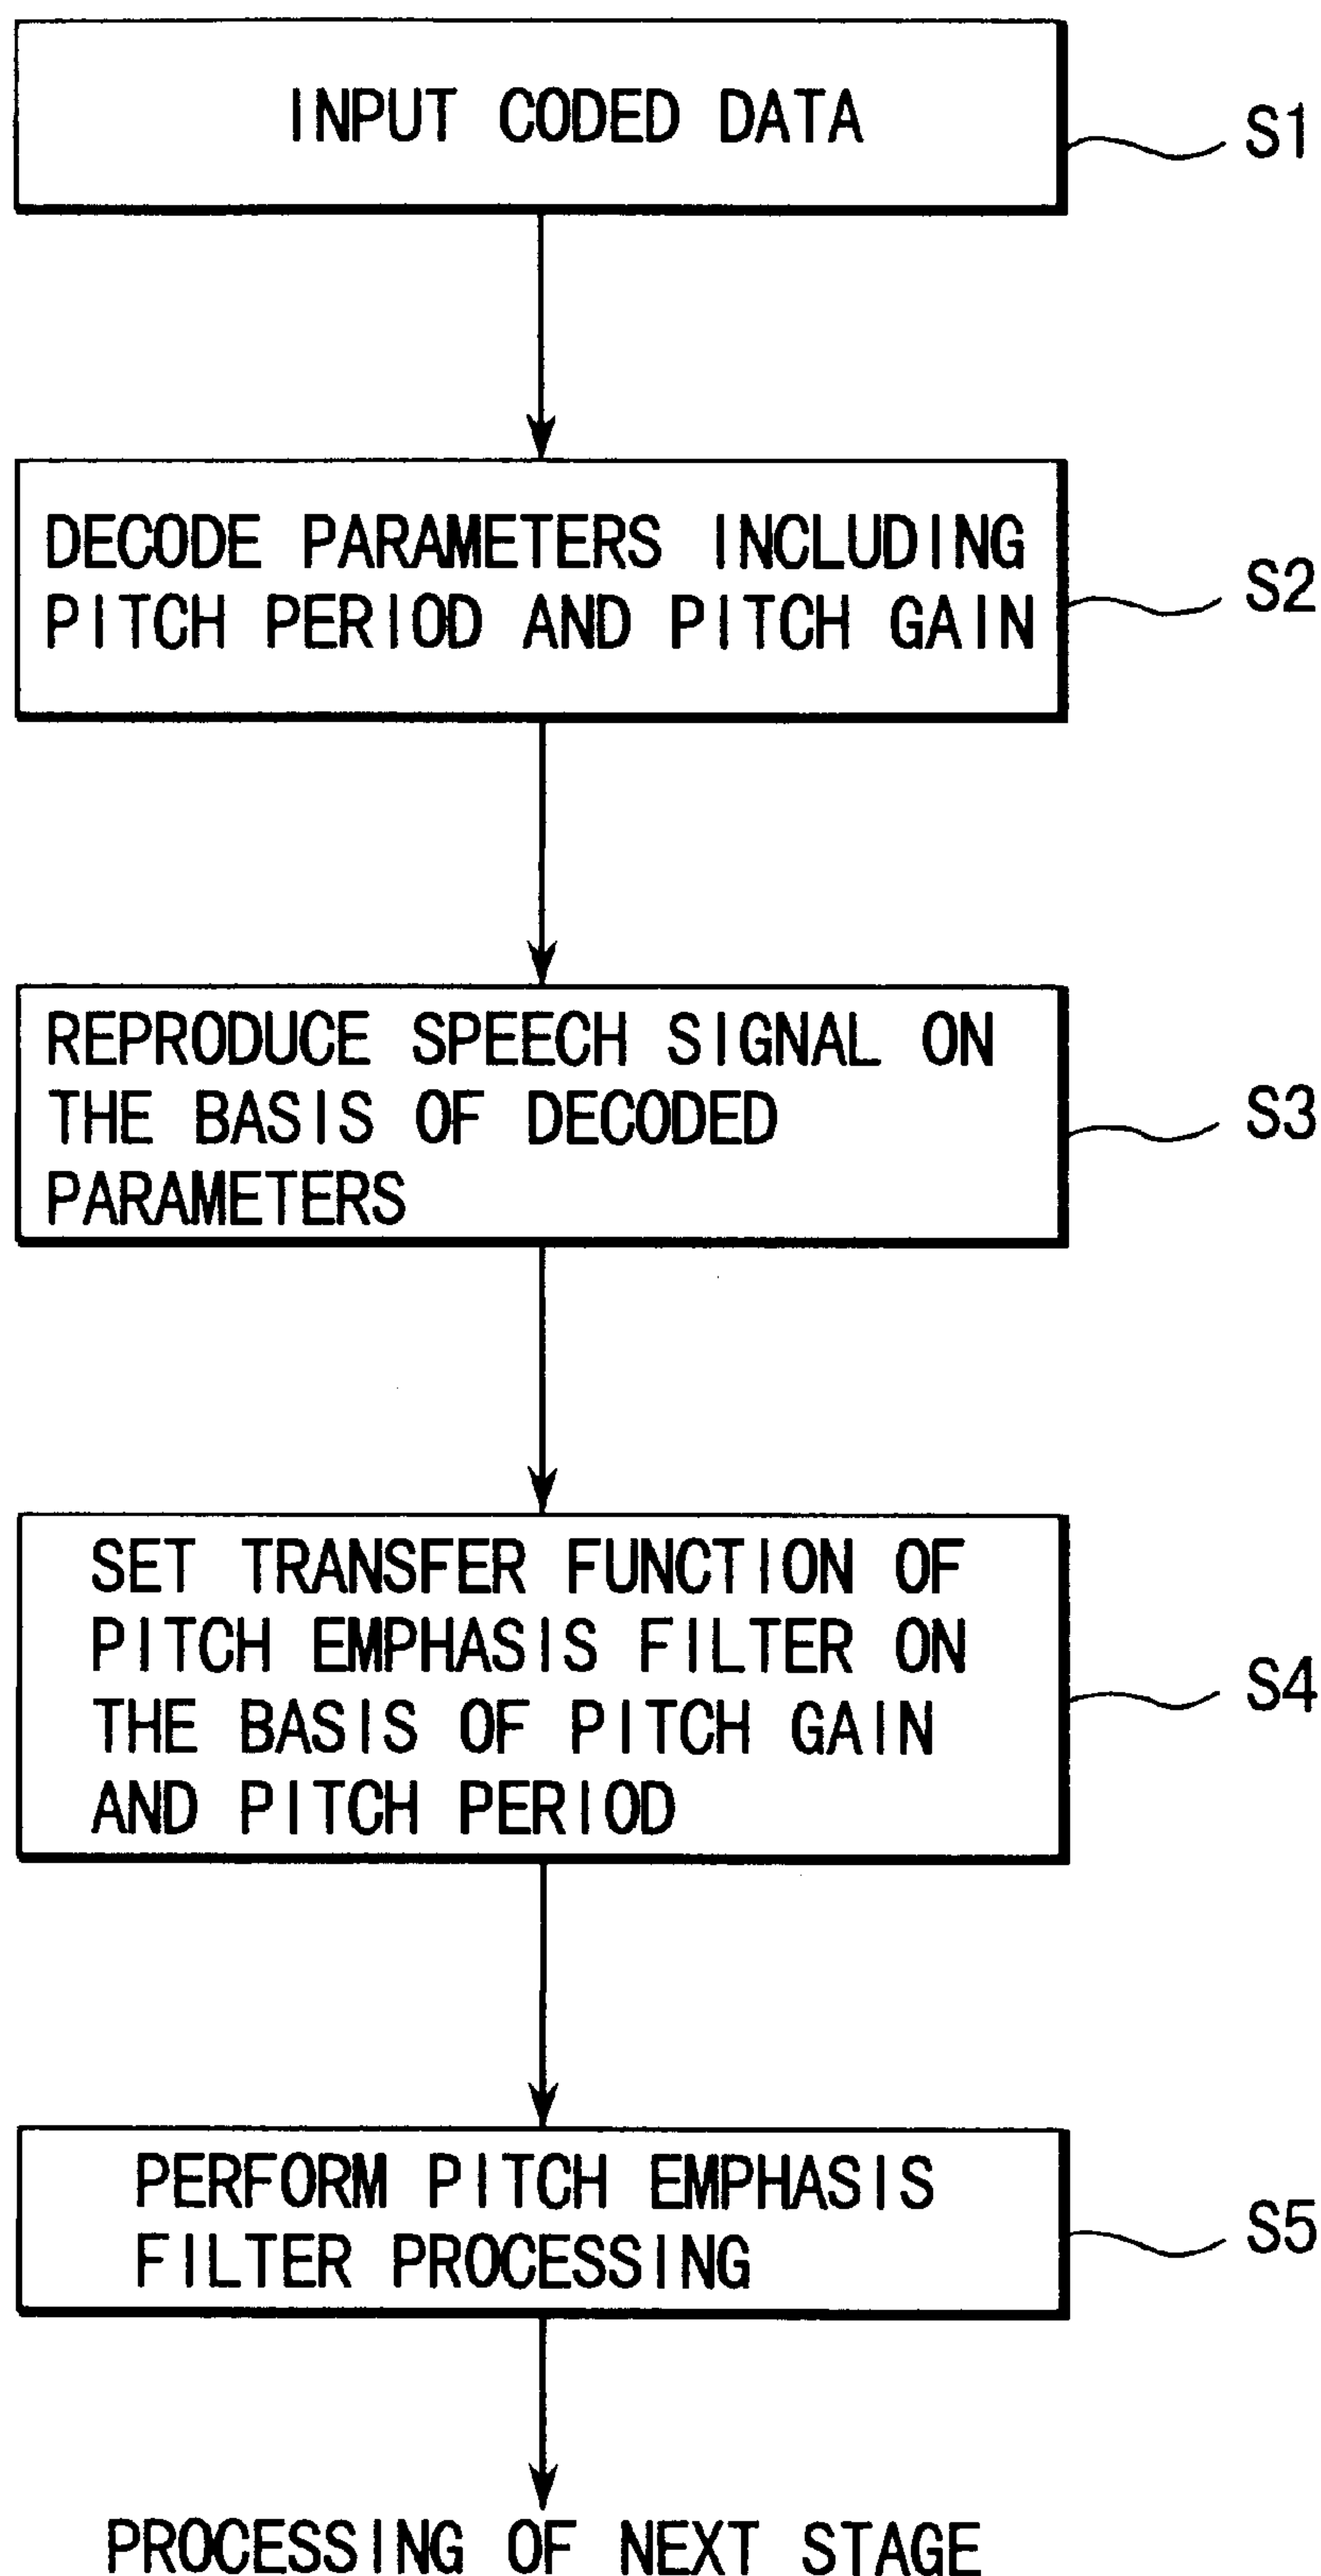 INPUT CODED DATA
S1
DECODE PARAMETERS INCLUDING
PITCH PERIOD AND PITCH GAIN
S2
REPRODUCE SPEECH SIGNAL ON
THE BASIS OF DECODED
PARAMETERS
S3
SET TRANSFER FUNCTION OF
PITCH EMPHASIS FILTER ON
THE BASIS OF PITCH GAIN
AND PITCH PERIOD
S4
PERFORM PITCH EMPHASIS
FILTER PROCESSING
S5
PROCESSING OF NEXT STAGE